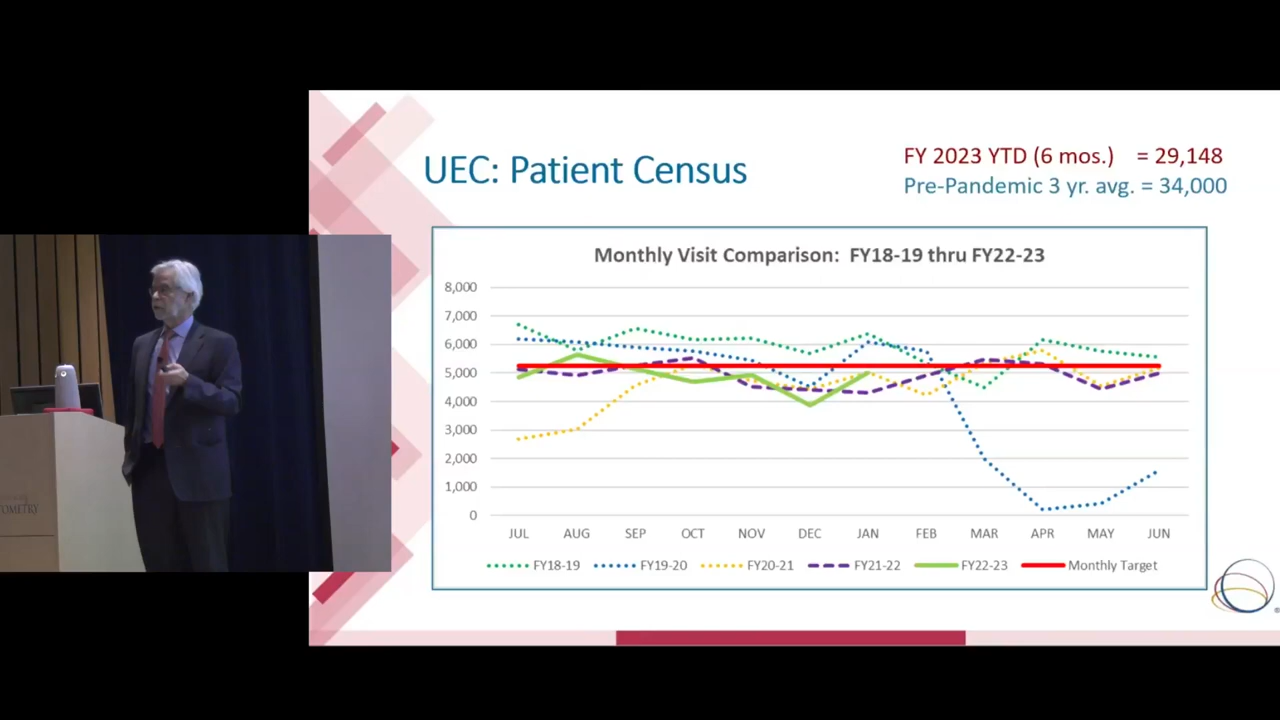 UEC: Patient Census
FY 2023 YTD (6 mos.) = 29,148
Pre-Pandemic 3 yr. avg. = 34,000
Monthly Visit Comparison: FY18-19 thru FY22-23
8,000
7,000
6,000
5,000
4,000
3,000
2,000
1,000
0
JUL AUG SEP OCT NOV DEC JAN FEB MAR APR MAY JUN
FY18-19 FY19-20 FY20-21 FY21-22 FY22-23 Monthly Target
®